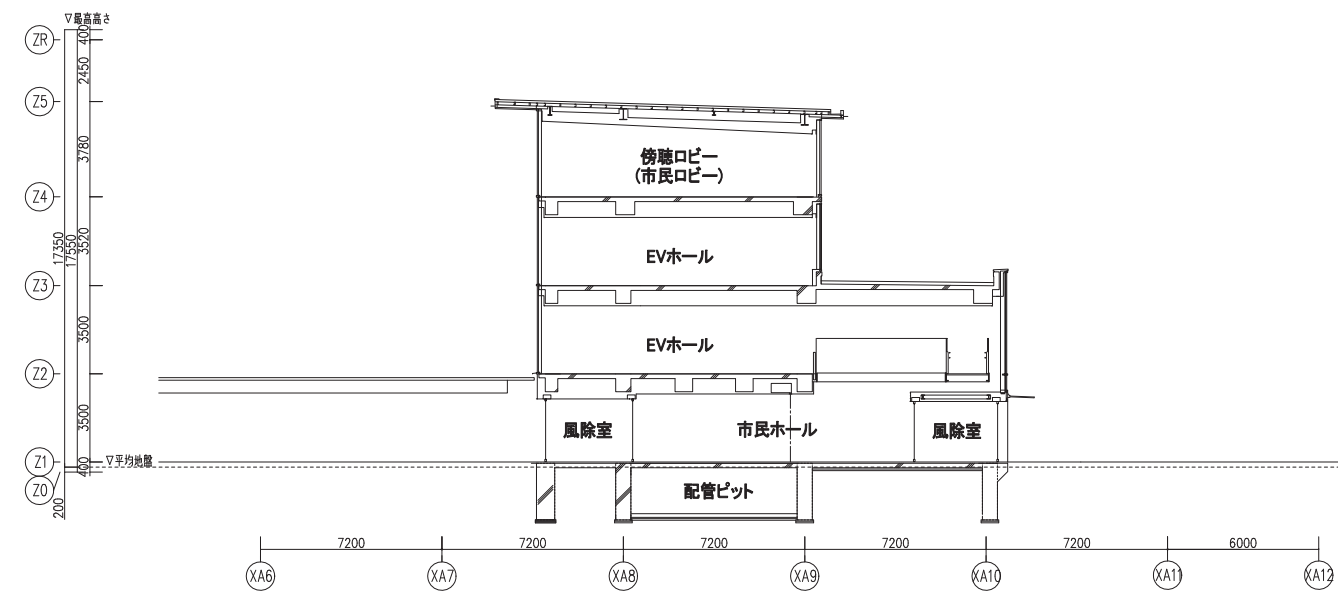 ▽最高高さ
ZR
400
2450
Z5
3780
傍聴ロビー
(市民ロビー)
Z4
17350
17550
3520
EVホール
Z3
3500
EVホール
Z2
3500
風除室
市民ホール
風除室
Z1
▽平均地盤
400
Z0
200
配管ピット
7200
7200
7200
7200
7200
6000
XA6
XA7
XA8
XA9
XA10
XA11
XA12